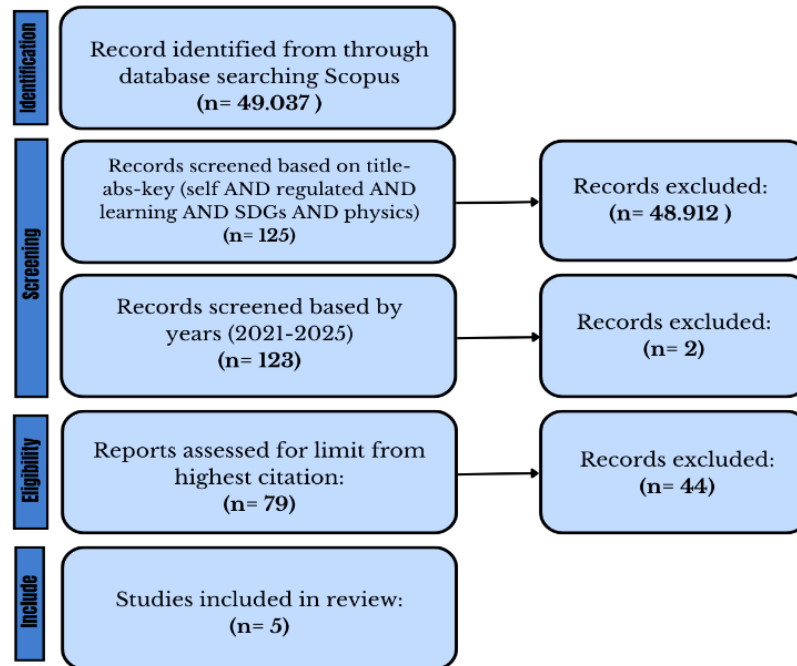 Identification
Record identified from through
database searching Scopus
(n= 49.037 )
Screening
Records screened based on title-
abs-key (self AND regulated AND
learning AND SDGs AND physics)
(n= 125)
Records excluded:
(n= 48.912 )
Records screened based by
years (2021-2025)
(n= 123)
Records excluded:
(n= 2)
Eligibility
Reports assessed for limit from
highest citation:
(n= 79)
Records excluded:
(n= 44)
Include
Studies included in review:
(n= 5)